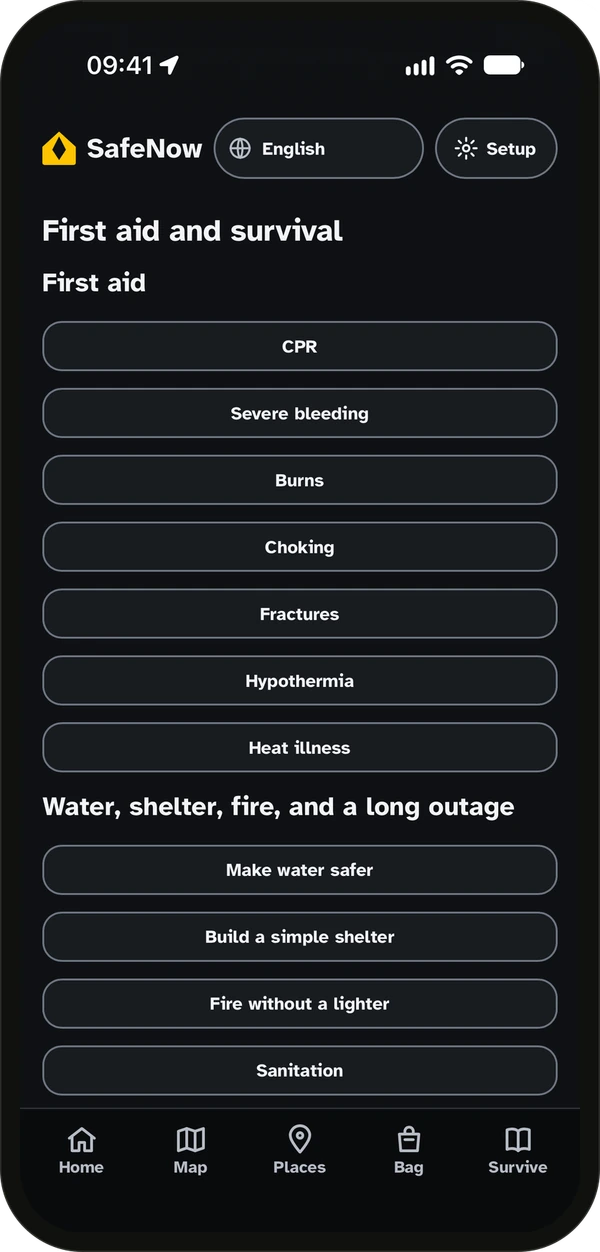 09:41
SafeNow
English
Setup
First aid and survival
First aid
CPR
Severe bleeding
Burns
Choking
Fractures
Hypothermia
Heat illness
Water, shelter, fire, and a long outage
Make water safer
Build a simple shelter
Fire without a lighter
Sanitation
Home
Map
Places
Bag
Survive